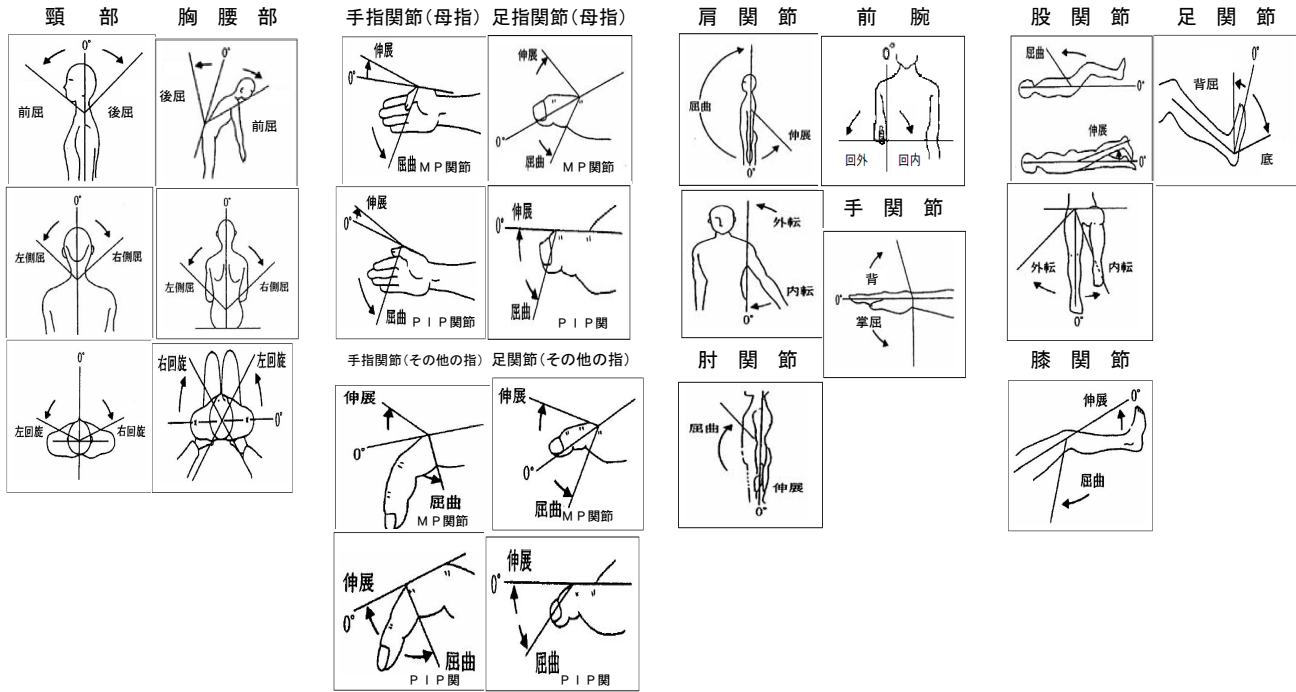 頸 部
0°
前屈
後屈
0°
左側屈
右側屈
0°
左回旋
右回旋
胸 腰 部
0°
後屈
前屈
0°
左側屈
右側屈
右回旋
左回旋
0°
手指関節(母指)
伸展
0°
屈曲 MP関節
伸展
0°
屈曲 PIP関節
足指関節(母指)
伸展
0°
屈曲 MP関節
0°
伸展
屈曲
PIP関
手指関節(その他の指)
伸展
0°
屈曲
MP関節
伸展
0°
屈曲
PIP関
足関節(その他の指)
伸展
0°
屈曲 MP関節
伸展
0°
屈曲
PIP関
肩 関 節
屈曲
伸展
0°
外転
内転
0°
肘 関 節
屈曲
伸展
0°
前 腕
0°
回外
回内
手 関 節
背
0°
掌屈
股 関 節
屈曲
0°
伸展
0°
外転
内転
0°
膝 関 節
伸展
0°
屈曲
足 関 節
0°
背屈
底